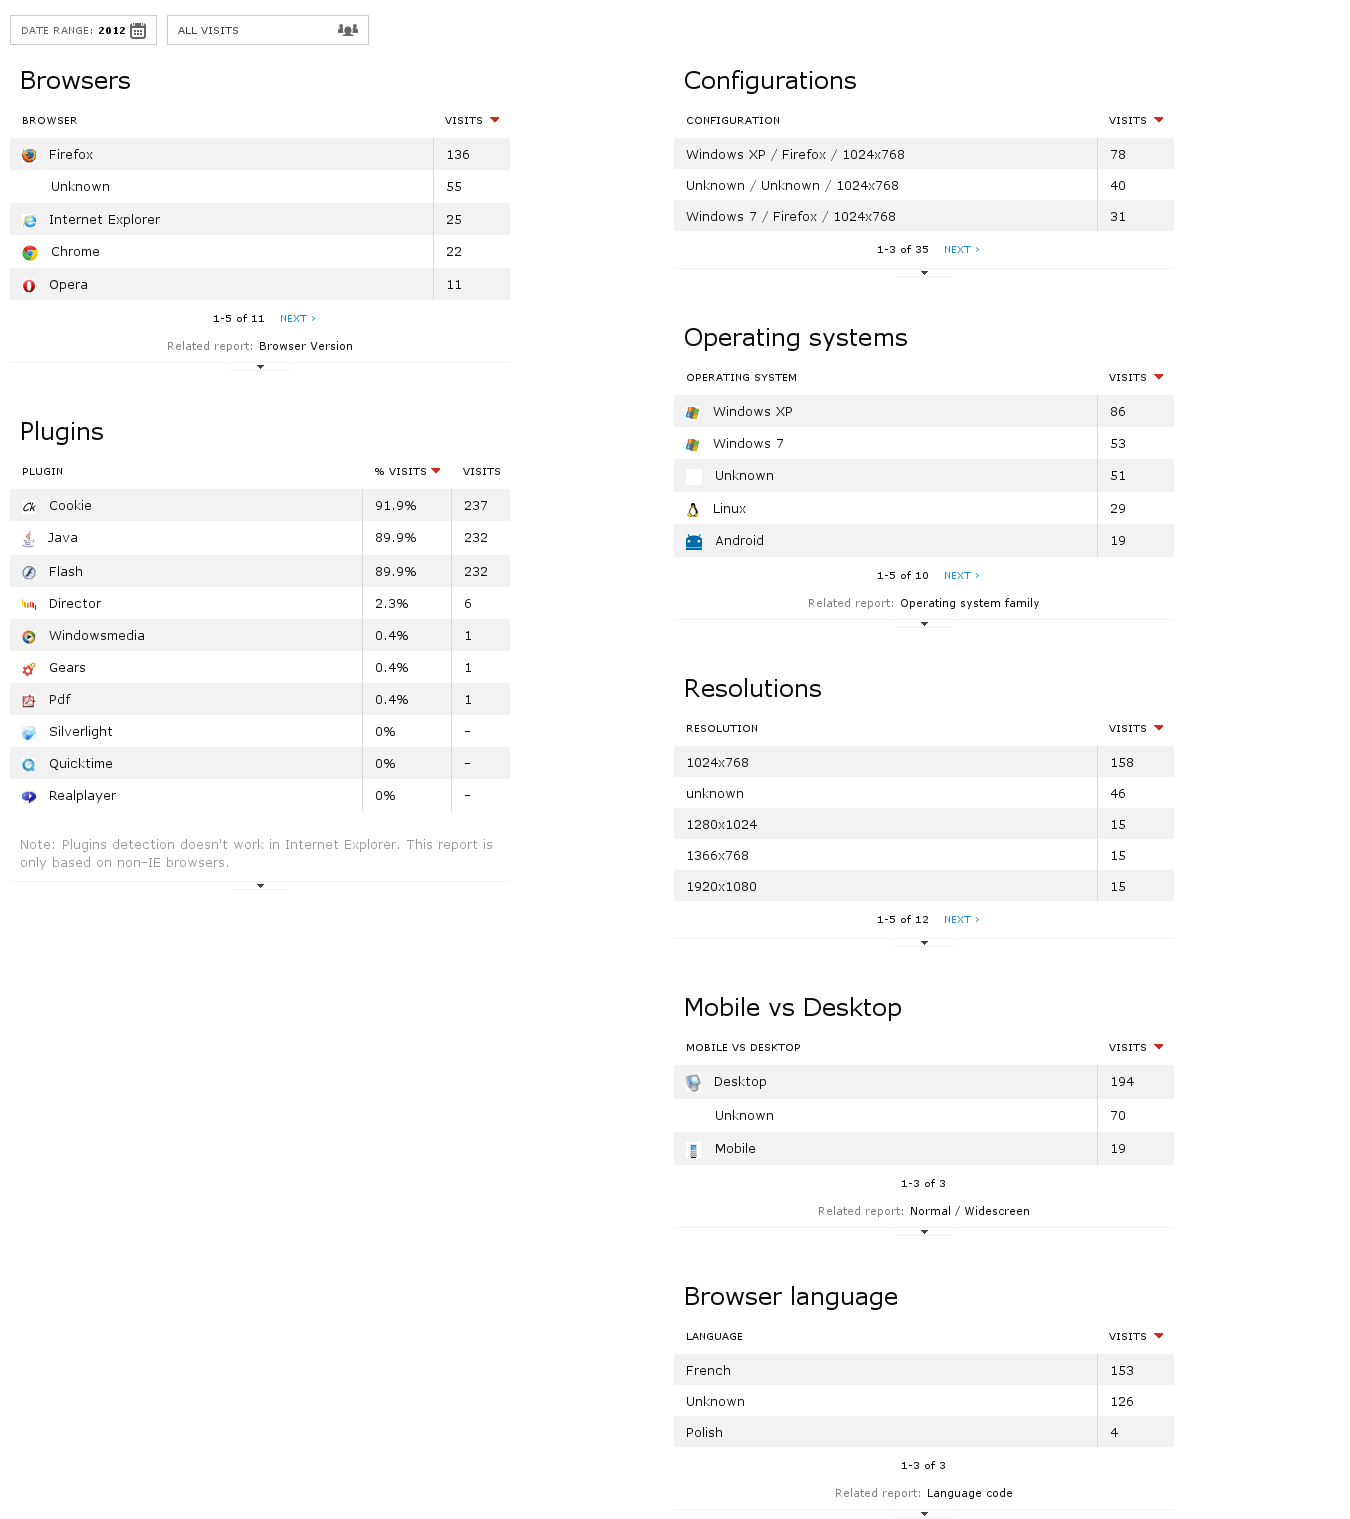 DATE RANGE: 2012
ALL VISITS
Browsers
BROWSER VISITS
Firefox 136
Unknown 55
Internet Explorer 25
Chrome 22
Opera 11
1-5 of 11 NEXT ›
Related report: Browser Version
Plugins
PLUGIN % VISITS VISITS
Cookie 91.9% 237
Java 89.9% 232
Flash 89.9% 232
Director 2.3% 6
Windowsmedia 0.4% 1
Gears 0.4% 1
Pdf 0.4% 1
Silverlight 0% -
Quicktime 0% -
Realplayer 0% -
Note: Plugins detection doesn't work in Internet Explorer. This report is
only based on non-IE browsers.
Configurations
CONFIGURATION VISITS
Windows XP / Firefox / 1024x768 78
Unknown / Unknown / 1024x768 40
Windows 7 / Firefox / 1024x768 31
1-3 of 35 NEXT ›
Operating systems
OPERATING SYSTEM VISITS
Windows XP 86
Windows 7 53
Unknown 51
Linux 29
Android 19
1-5 of 10 NEXT ›
Related report: Operating system family
Resolutions
RESOLUTION VISITS
1024x768 158
unknown 46
1280x1024 15
1366x768 15
1920x1080 15
1-5 of 12 NEXT ›
Mobile vs Desktop
MOBILE VS DESKTOP VISITS
Desktop 194
Unknown 70
Mobile 19
1-3 of 3
Related report: Normal / Widescreen
Browser language
LANGUAGE VISITS
French 153
Unknown 126
Polish 4
1-3 of 3
Related report: Language code